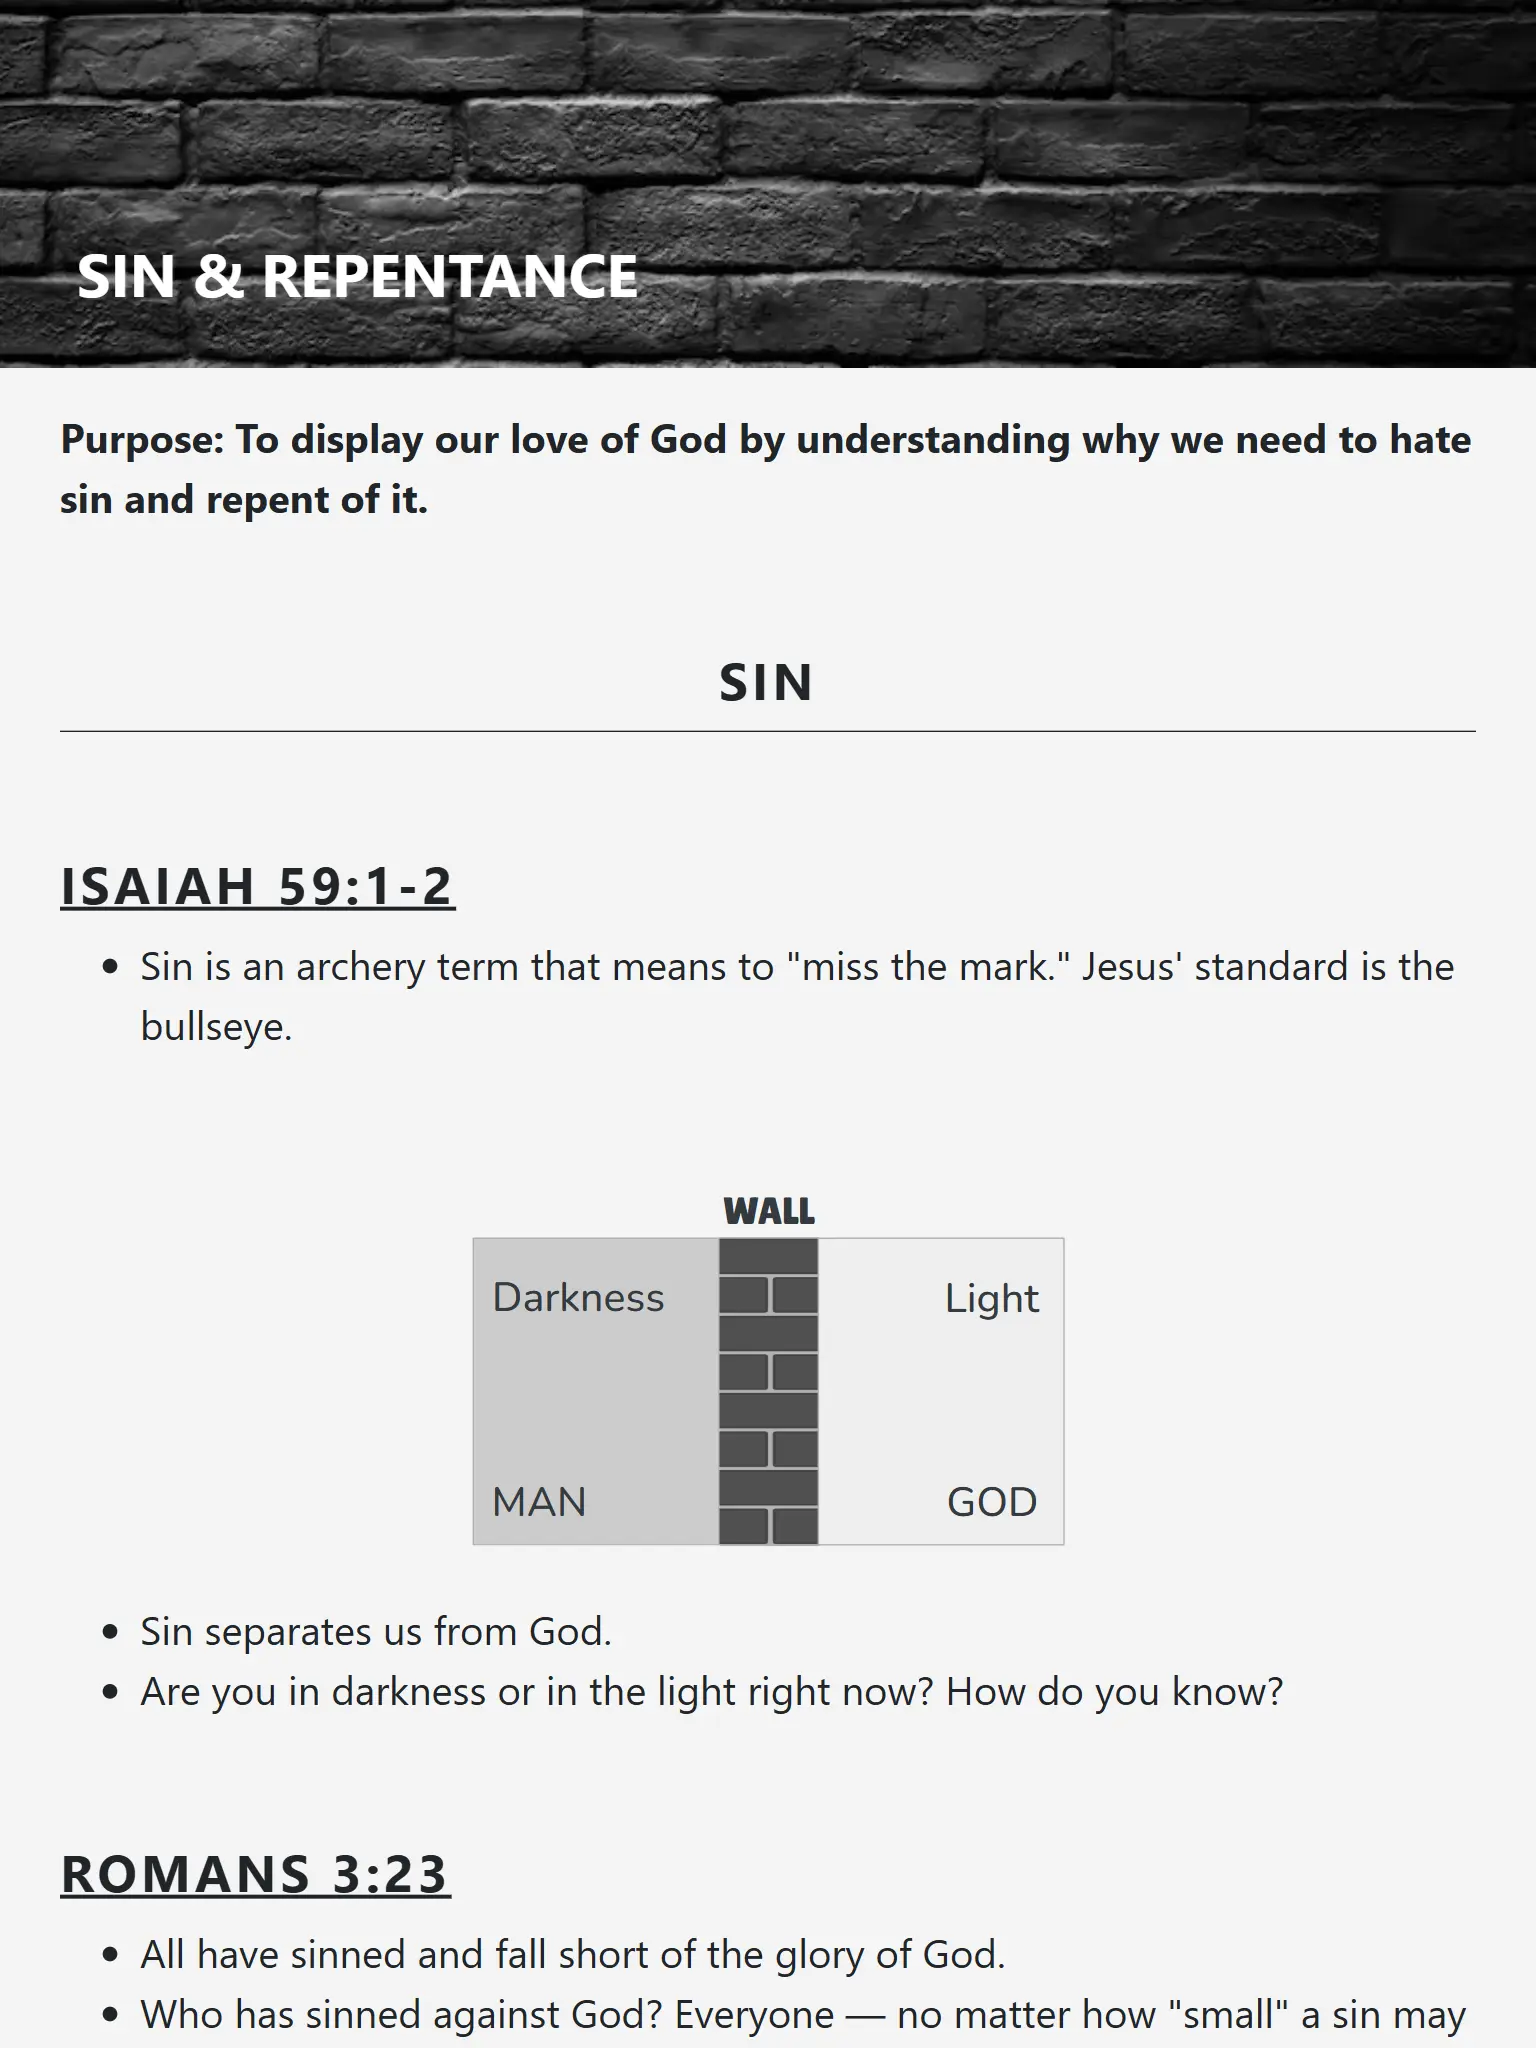 SIN & REPENTANCE
Purpose: To display our love of God by understanding why we need to hate
sin and repent of it.
SIN
ISAIAH 59:1-2
• Sin is an archery term that means to "miss the mark." Jesus' standard is the
bullseye.
WALL
Darkness
Light
MAN
GOD
• Sin separates us from God.
• Are you in darkness or in the light right now? How do you know?
ROMANS 3:23
• All have sinned and fall short of the glory of God.
• Who has sinned against God? Everyone — no matter how "small" a sin may